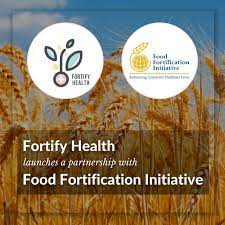 FORTIFY
HEALTH
Food
Fortification
Initiative
Enhancing Grains for Healthier Lives
Fortify Health
launches a partnership with
Food Fortification Initiative